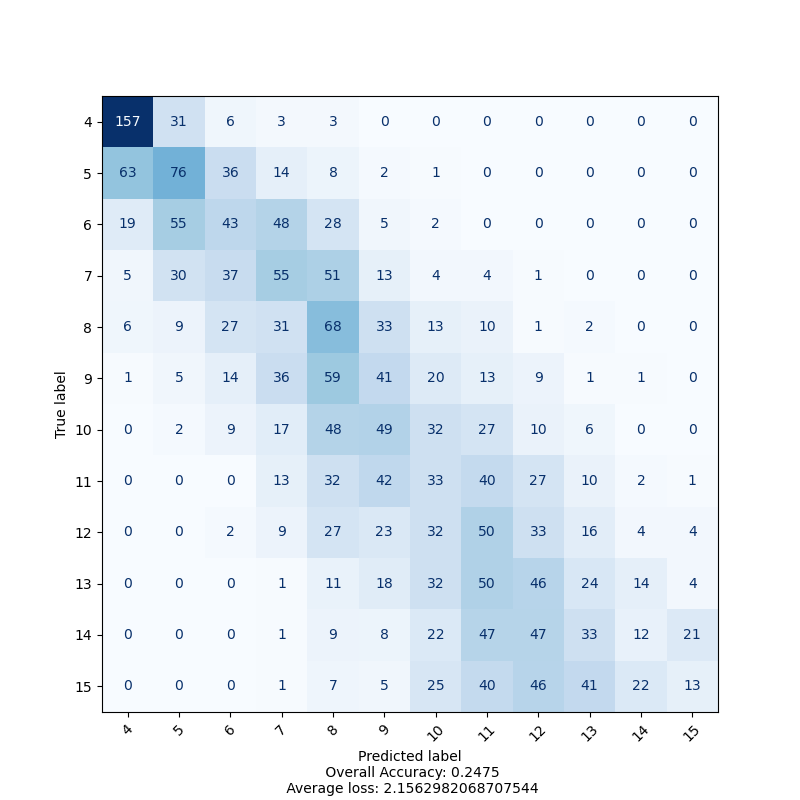 4 157 31 6 3 3 0 0 0 0 0 0 0
5 63 76 36 14 8 2 1 0 0 0 0 0
6 19 55 43 48 28 5 2 0 0 0 0 0
7 5 30 37 55 51 13 4 4 1 0 0 0
8 6 9 27 31 68 33 13 10 1 2 0 0
9 1 5 14 36 59 41 20 13 9 1 1 0
True label
10 0 2 9 17 48 49 32 27 10 6 0 0
11 0 0 0 13 32 42 33 40 27 10 2 1
12 0 0 2 9 27 23 32 50 33 16 4 4
13 0 0 0 1 11 18 32 50 46 24 14 4
14 0 0 0 1 9 8 22 47 47 33 12 21
15 0 0 0 1 7 5 25 40 46 41 22 13
4 5 6 7 8 9 10 11 12 13 14 15
Predicted label
Overall Accuracy: 0.2475
Average loss: 2.1562982068707544